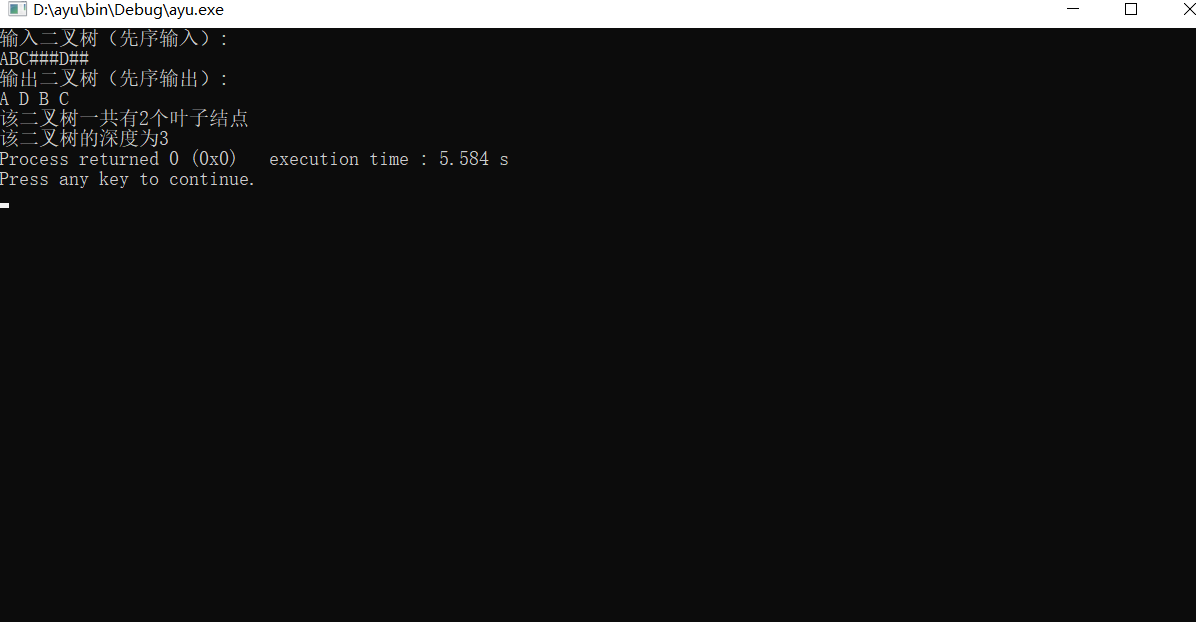 D:\ayu\bin\Debug\ayu.exe
输入二叉树（先序输入）:
ABC###D##
输出二叉树（先序输出）:
A D B C
该二叉树一共有2个叶子结点
该二叉树的深度为3
Process returned 0 (0x0)   execution time : 5.584 s
Press any key to continue.